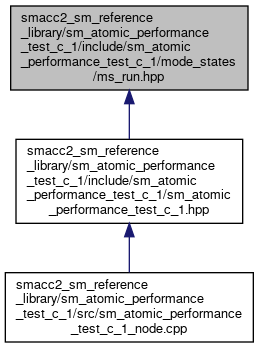 smacc2_sm_reference
_library/sm_atomic_performance
_test_c_1/include/sm_atomic
_performance_test_c_1/mode_states
/ms_run.hpp
smacc2_sm_reference
_library/sm_atomic_performance
_test_c_1/include/sm_atomic
_performance_test_c_1/sm_atomic
_performance_test_c_1.hpp
smacc2_sm_reference
_library/sm_atomic_performance
_test_c_1/src/sm_atomic_performance
_test_c_1_node.cpp